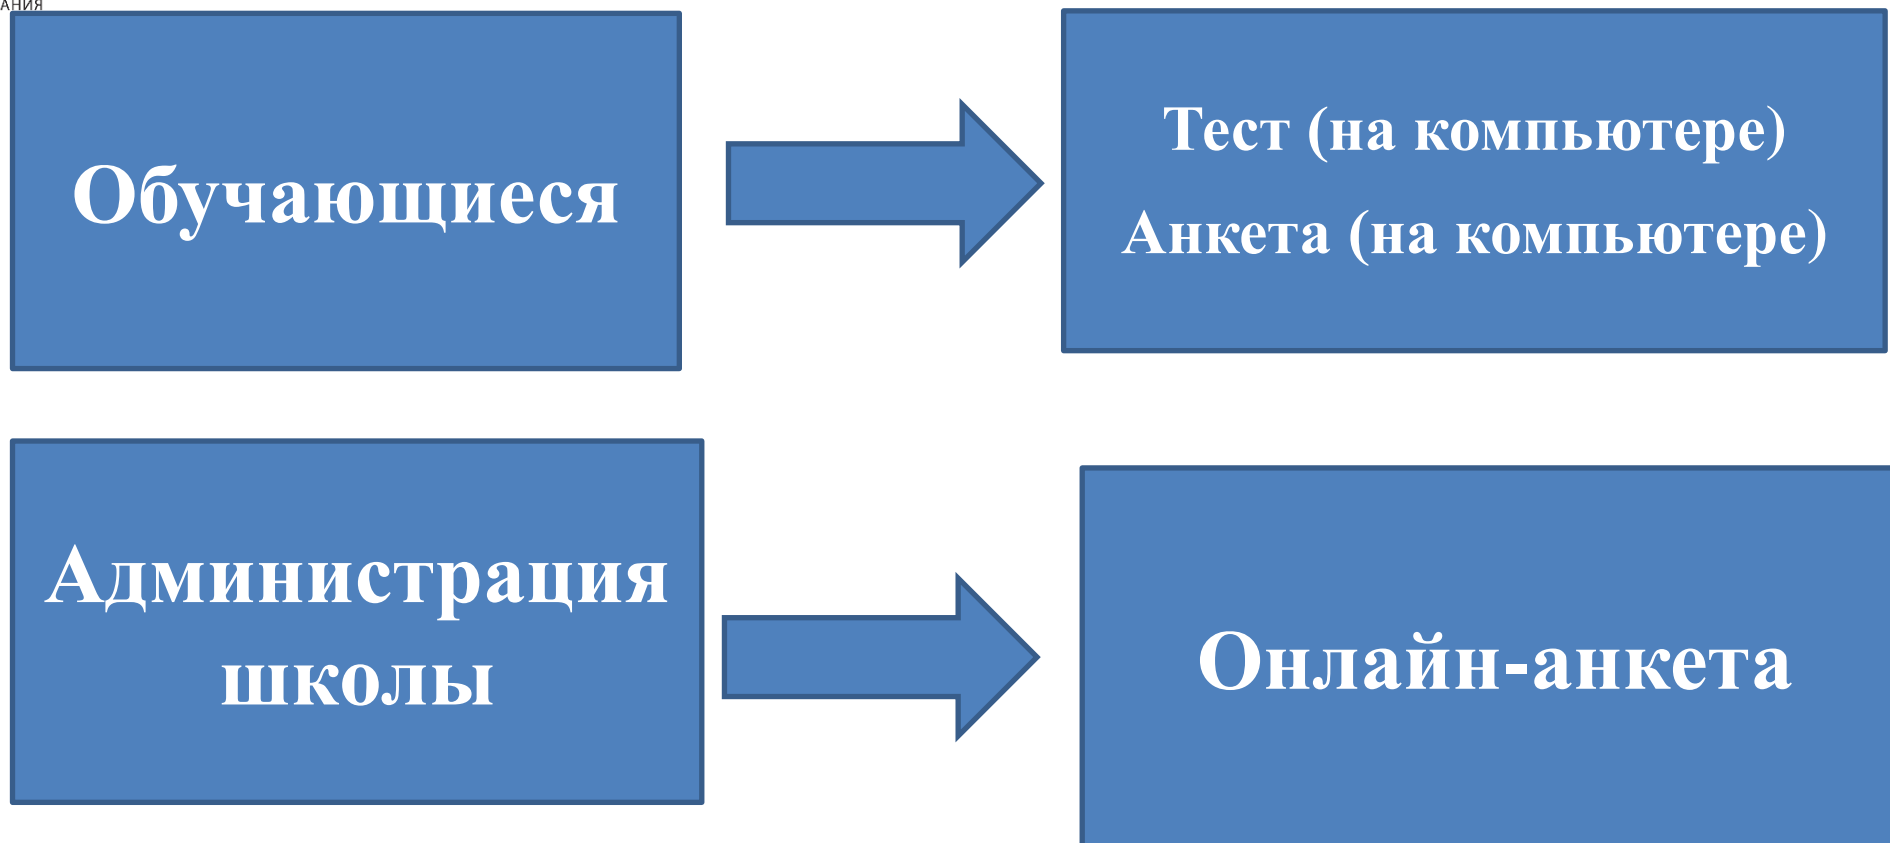 АНИЯ
Обучающиеся
Тест (на компьютере)
Анкета (на компьютере)
Администрация
школы
Онлайн-анкета